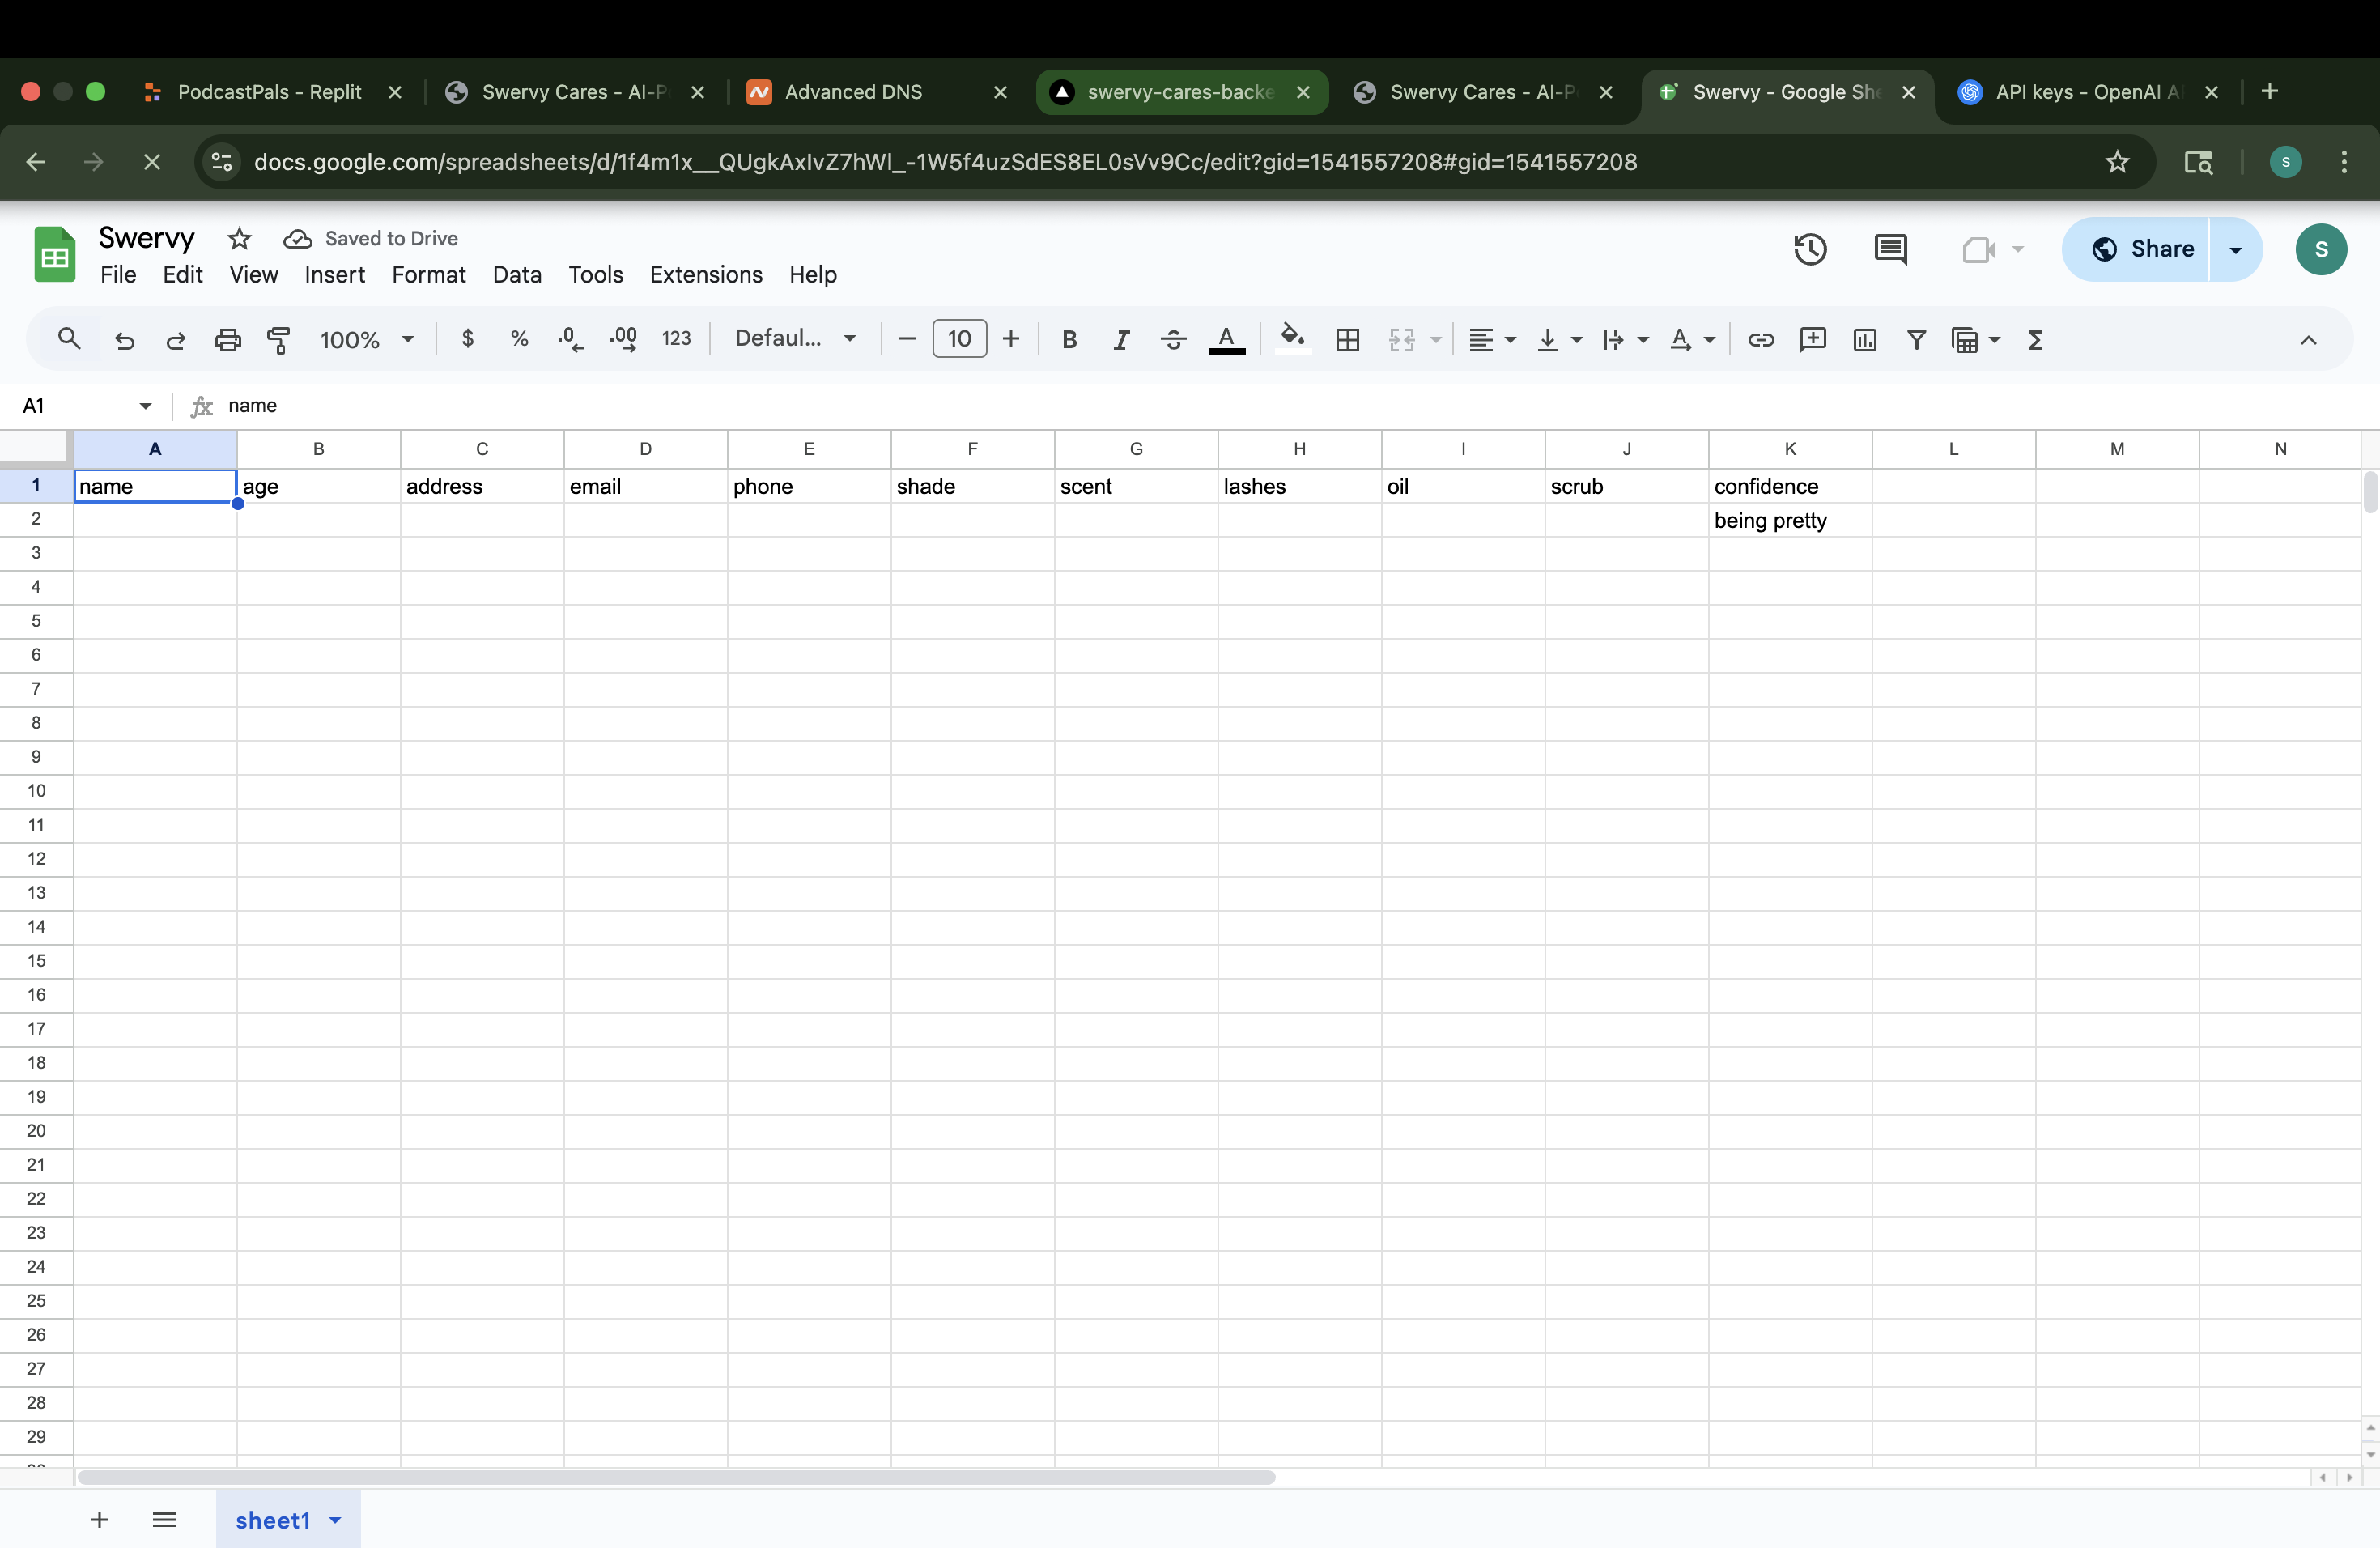 PodcastPals - Replit
Swervy Cares - AI-P
Advanced DNS
swervy-cares-backe
Swervy Cares - AI-P
Swervy - Google She
API keys - OpenAI A
docs.google.com/spreadsheets/d/1f4m1x__QUgkAxIvZ7hWl_-1W5f4uzSdES8EL0sVv9Cc/edit?gid=1541557208#gid=1541557208
S
Swervy
Saved to Drive
File Edit View Insert Format Data Tools Extensions Help
Share
S
100% $ % .0 .00 123 Defaul... 10 B I A A Σ
A1 fx name
A B C D E F G H I J K L M N
1 name age address email phone shade scent lashes oil scrub confidence
2 being pretty
3
4
5
6
7
8
9
10
11
12
13
14
15
16
17
18
19
20
21
22
23
24
25
26
27
28
29
sheet1